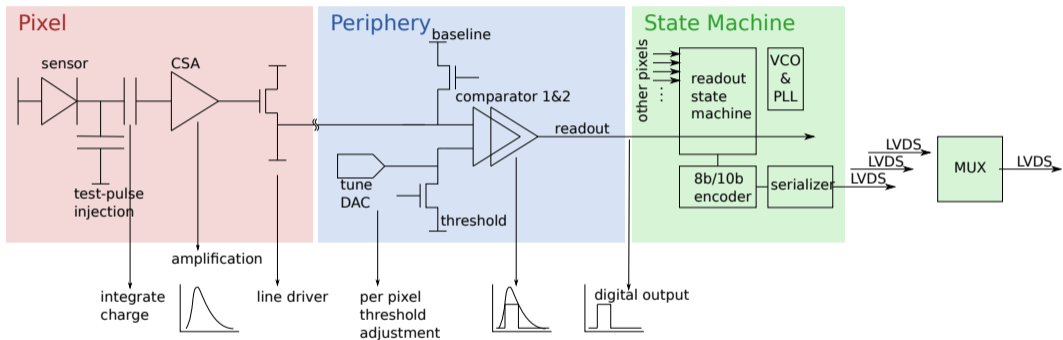 Pixel
Periphery
State Machine
sensor
CSA
test-pulse
injection
baseline
comparator 1&2
tune
DAC
threshold
readout
other pixels
...
readout
state
machine
VCO
&
PLL
8b/10b
encoder
serializer
LVDS
LVDS
LVDS
MUX
LVDS
amplification
integrate
charge
line driver
per pixel
threshold
adjustment
digital output